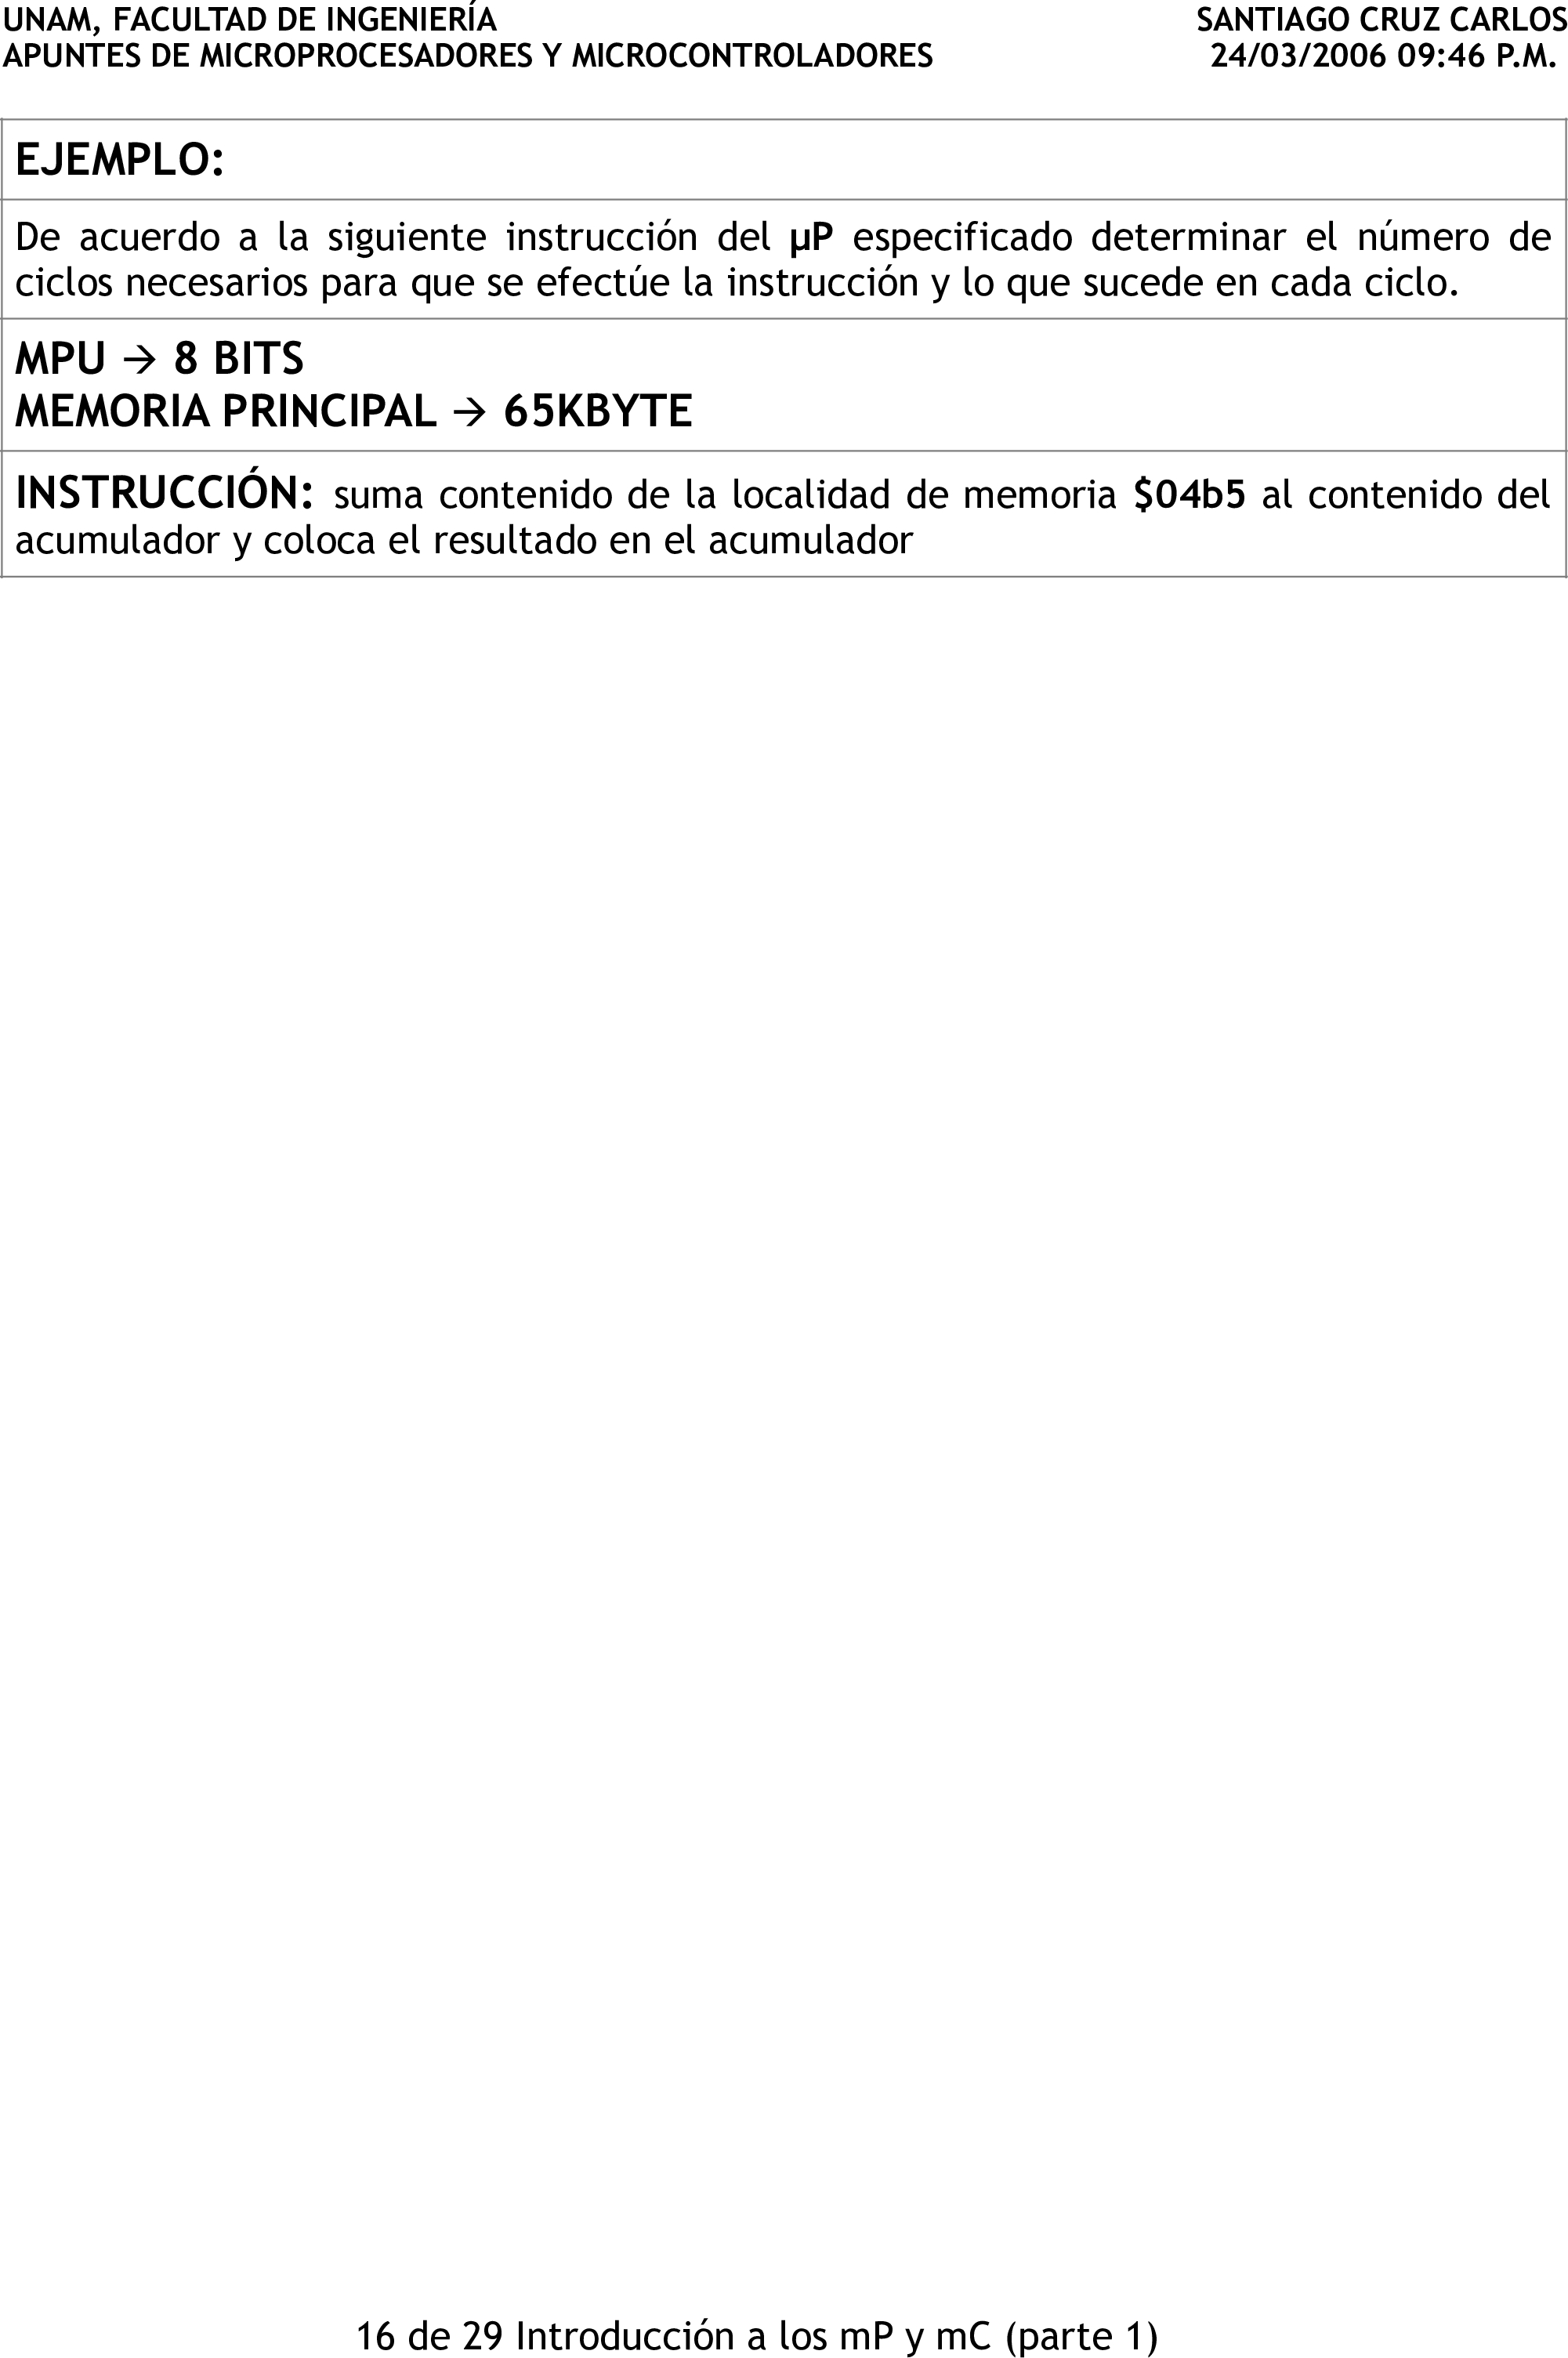 UNAM, FACULTAD DE INGENIERÍA SANTIAGO CRUZ CARLOS
APUNTES DE MICROPROCESADORES Y MICROCONTROLADORES 24/03/2006 09:46 P.M.
EJEMPLO:
De acuerdo a la siguiente instrucción del µP especificado determinar el número de
ciclos necesarios para que se efectúe la instrucción y lo que sucede en cada ciclo.
MPU → 8 BITS
MEMORIA PRINCIPAL → 65KBYTE
INSTRUCCIÓN: suma contenido de la localidad de memoria $04b5 al contenido del
acumulador y coloca el resultado en el acumulador
16 de 29 Introducción a los mP y mC (parte 1)